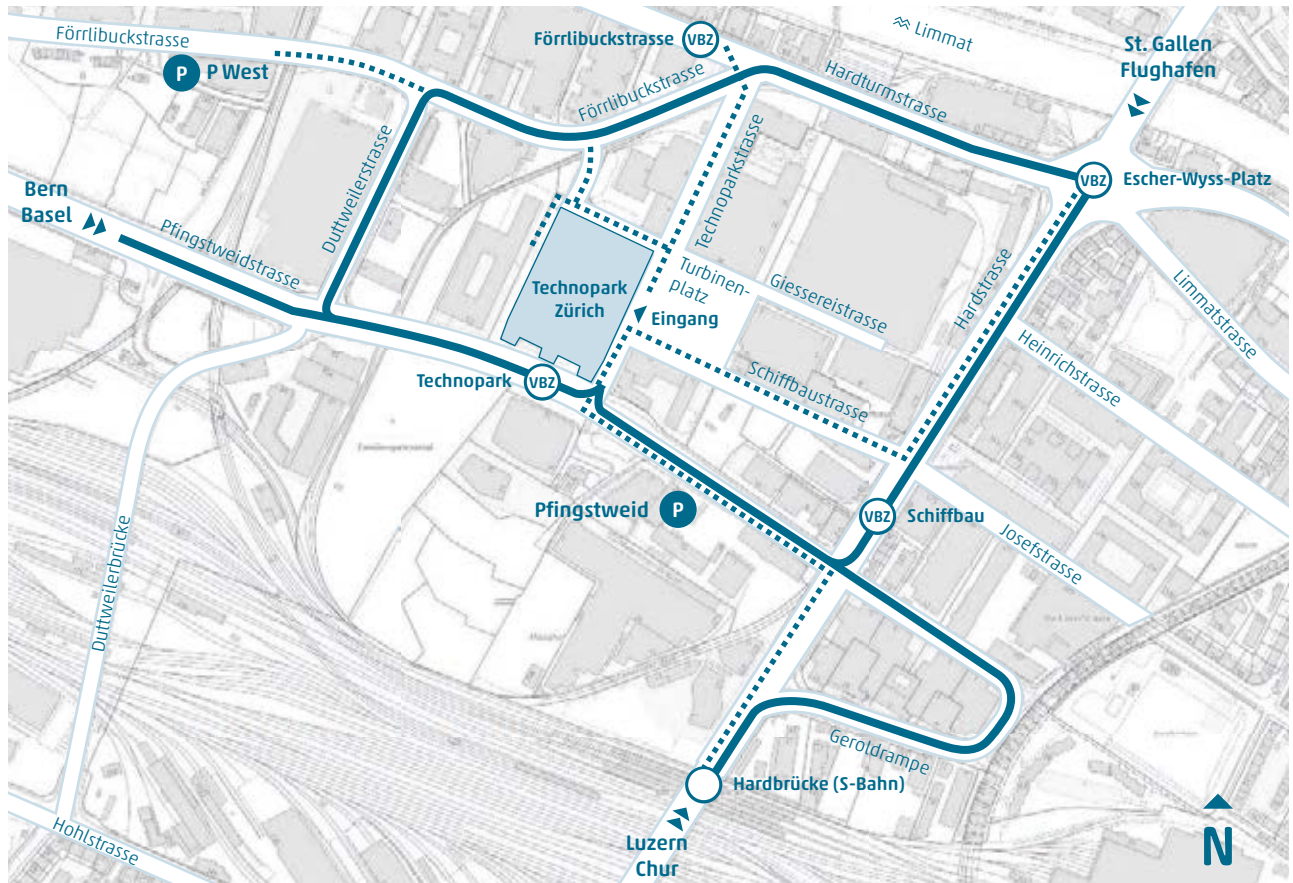 Förrlibuckstrasse
P
P West
Förrlibuckstrasse
VBZ
Limmat
St. Gallen
Flughafen
Förrlibuckstrasse
Hardturmstrasse
VBZ
Escher-Wyss-Platz
Bern
Basel
Pfingstweidstrasse
Duttweilerstrasse
Technoparkstrasse
Turbinen-
platz
Giessereistrasse
Hardstrasse
Limmatstrasse
Technopark
Zürich
Eingang
Heinrichstrasse
Technopark
VBZ
Schiffbaustrasse
Pfingstweid
P
VBZ
Schiffbau
Josefstrasse
Duttweilerbrücke
Geroldrampe
Hardbrücke (S-Bahn)
Hohlstrasse
Luzern
Chur
N